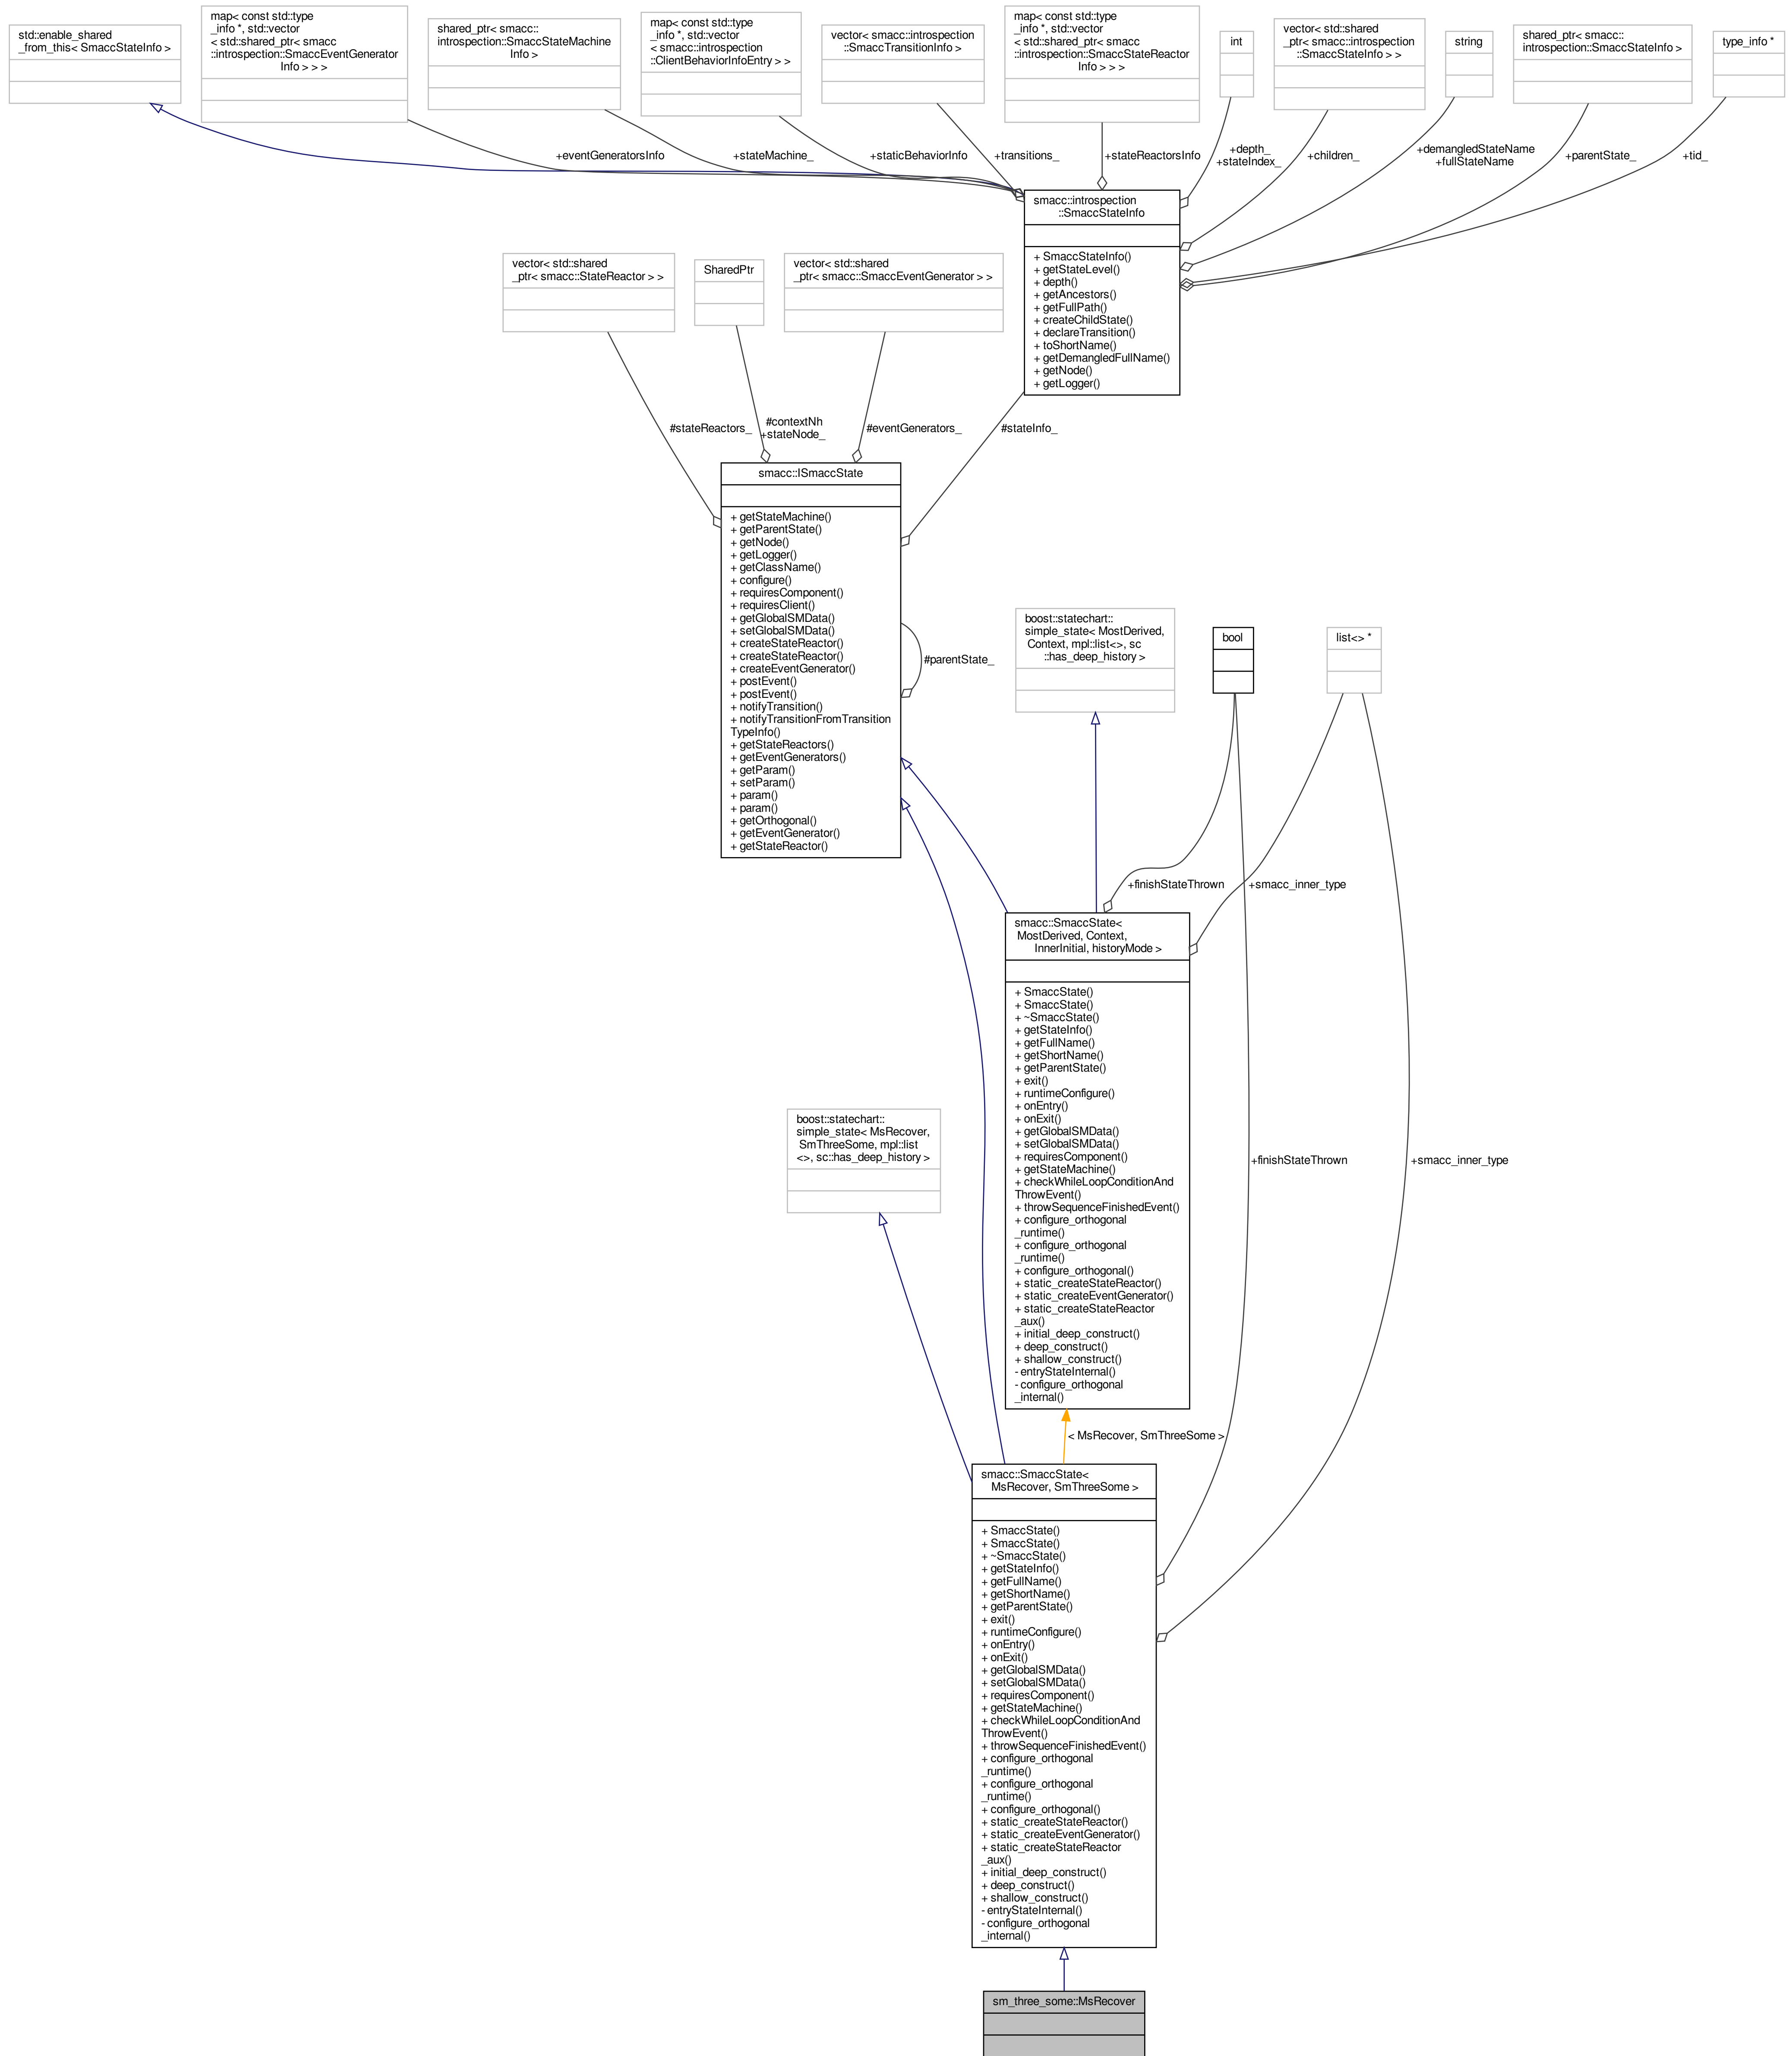 std::enable_shared
_from_this< SmaccStateInfo >
map< const std::type
_info *, std::vector
< std::shared_ptr< smacc
::introspection::SmaccEventGenerator
Info > > >
shared_ptr< smacc::
introspection::SmaccStateMachine
Info >
map< const std::type
_info *, std::vector
< smacc::introspection
::ClientBehaviorInfoEntry > >
vector< smacc::introspection
::SmaccTransitionInfo >
map< const std::type
_info *, std::vector
< std::shared_ptr< smacc
::introspection::SmaccStateReactor
Info > > >
int
vector< std::shared
_ptr< smacc::introspection
::SmaccStateInfo > >
string
shared_ptr< smacc::
introspection::SmaccStateInfo >
type_info *
+eventGeneratorsInfo
+stateMachine_
+staticBehaviorInfo
+transitions_
+stateReactorsInfo
+depth_
+stateIndex_
+children_
+demangledStateName
+fullStateName
+parentState_
+tid_
smacc::introspection
::SmaccStateInfo
+ SmaccStateInfo()
+ getStateLevel()
+ depth()
+ getAncestors()
+ getFullPath()
+ createChildState()
+ declareTransition()
+ toShortName()
+ getDemangledFullName()
+ getNode()
+ getLogger()
vector< std::shared
_ptr< smacc::StateReactor > >
SharedPtr
vector< std::shared
_ptr< smacc::SmaccEventGenerator > >
#stateReactors_
#contextNh
+stateNode_
#eventGenerators_
#stateInfo_
smacc::ISmaccState
+ getStateMachine()
+ getParentState()
+ getNode()
+ getLogger()
+ getClassName()
+ configure()
+ requiresComponent()
+ requiresClient()
+ getGlobalSMData()
+ setGlobalSMData()
+ createStateReactor()
+ createStateReactor()
+ createEventGenerator()
+ postEvent()
+ postEvent()
+ notifyTransition()
+ notifyTransitionFromTransition
TypeInfo()
+ getStateReactors()
+ getEventGenerators()
+ getParam()
+ setParam()
+ param()
+ param()
+ getOrthogonal()
+ getEventGenerator()
+ getStateReactor()
#parentState_
boost::statechart::
simple_state< MostDerived,
Context, mpl::list<>, sc
::has_deep_history >
bool
list<> *
+finishStateThrown
+smacc_inner_type
smacc::SmaccState<
MostDerived, Context,
InnerInitial, historyMode >
+ SmaccState()
+ SmaccState()
+ ~SmaccState()
+ getStateInfo()
+ getFullName()
+ getShortName()
+ getParentState()
+ exit()
+ runtimeConfigure()
+ onEntry()
+ onExit()
+ getGlobalSMData()
+ setGlobalSMData()
+ requiresComponent()
+ getStateMachine()
+ checkWhileLoopConditionAnd
ThrowEvent()
+ throwSequenceFinishedEvent()
+ configure_orthogonal
_runtime()
+ configure_orthogonal
_runtime()
+ configure_orthogonal()
+ static_createStateReactor()
+ static_createEventGenerator()
+ static_createStateReactor
_aux()
+ initial_deep_construct()
+ deep_construct()
+ shallow_construct()
- entryStateInternal()
- configure_orthogonal
_internal()
boost::statechart::
simple_state< MsRecover,
SmThreeSome, mpl::list
<>, sc::has_deep_history >
+finishStateThrown
+smacc_inner_type
< MsRecover, SmThreeSome >
smacc::SmaccState<
MsRecover, SmThreeSome >
+ SmaccState()
+ SmaccState()
+ ~SmaccState()
+ getStateInfo()
+ getFullName()
+ getShortName()
+ getParentState()
+ exit()
+ runtimeConfigure()
+ onEntry()
+ onExit()
+ getGlobalSMData()
+ setGlobalSMData()
+ requiresComponent()
+ getStateMachine()
+ checkWhileLoopConditionAnd
ThrowEvent()
+ throwSequenceFinishedEvent()
+ configure_orthogonal
_runtime()
+ configure_orthogonal
_runtime()
+ configure_orthogonal()
+ static_createStateReactor()
+ static_createEventGenerator()
+ static_createStateReactor
_aux()
+ initial_deep_construct()
+ deep_construct()
+ shallow_construct()
- entryStateInternal()
- configure_orthogonal
_internal()
sm_three_some::MsRecover